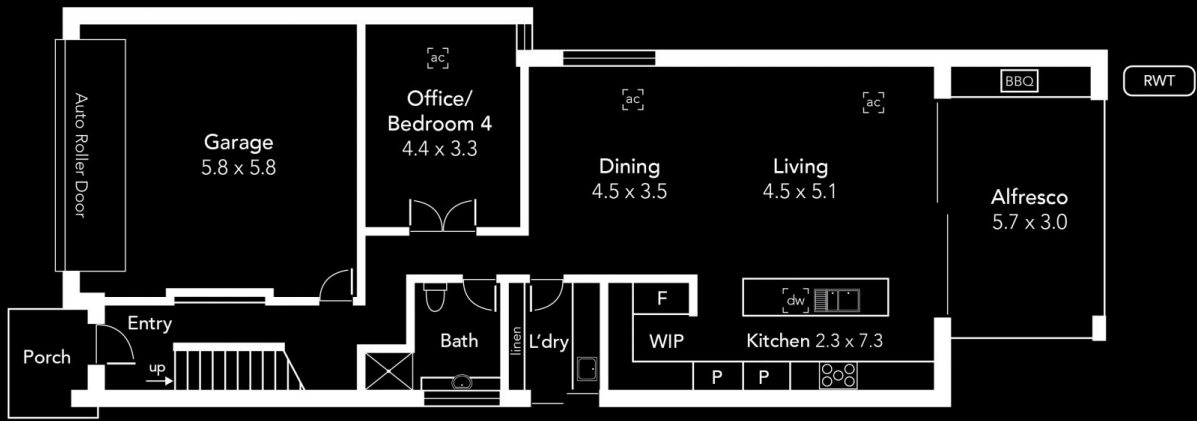 Auto Roller Door
Garage
5.8 x 5.8
ac
Office/
Bedroom 4
4.4 x 3.3
ac
Dining
4.5 x 3.5
ac
Living
4.5 x 5.1
BBQ
RWT
Alfresco
5.7 x 3.0
Porch
Entry
up
Bath
linen
L'dry
F
WIP
dw
Kitchen 2.3 x 7.3
P
P